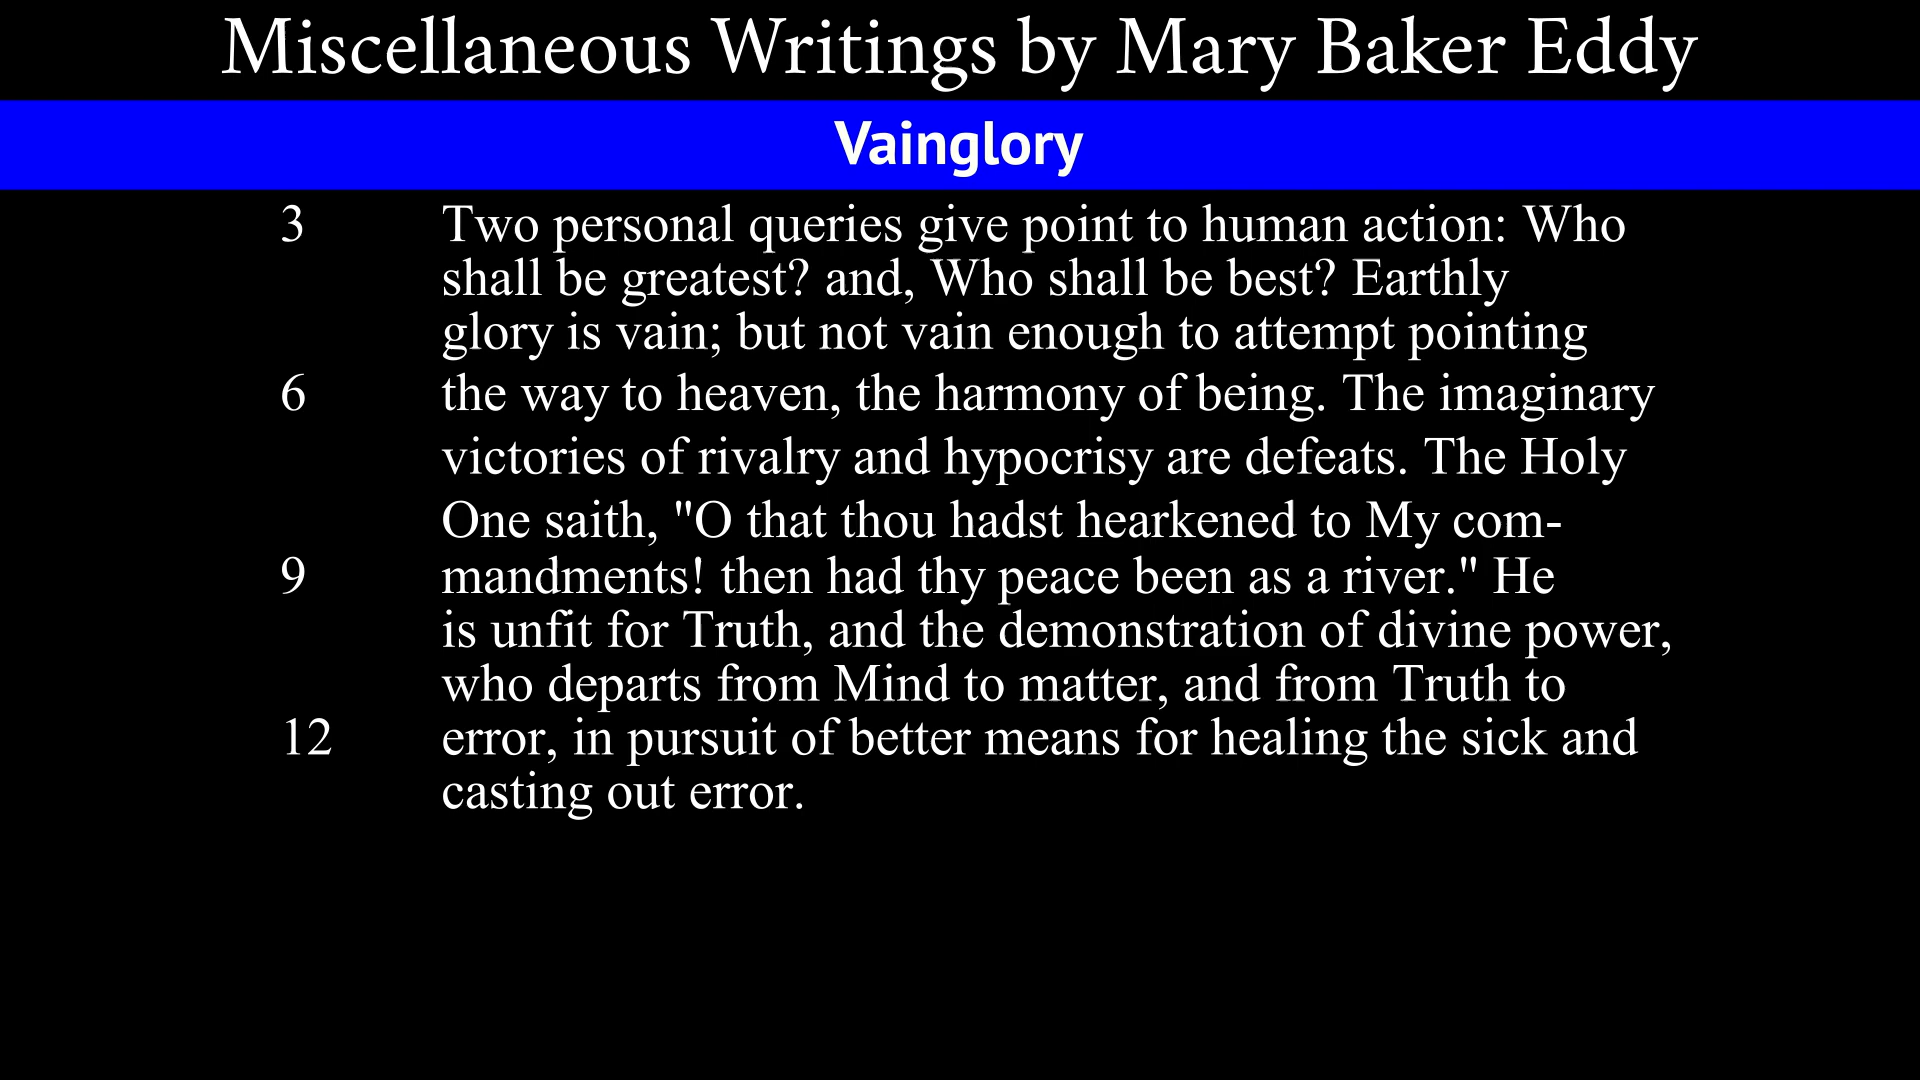 Miscellaneous Writings by Mary Baker Eddy
Vainglory
3 Two personal queries give point to human action: Who
shall be greatest? and, Who shall be best? Earthly
glory is vain; but not vain enough to attempt pointing
6 the way to heaven, the harmony of being. The imaginary
victories of rivalry and hypocrisy are defeats. The Holy
One saith, "O that thou hadst hearkened to My com-
9 mandments! then had thy peace been as a river." He
is unfit for Truth, and the demonstration of divine power,
who departs from Mind to matter, and from Truth to
12 error, in pursuit of better means for healing the sick and
casting out error.